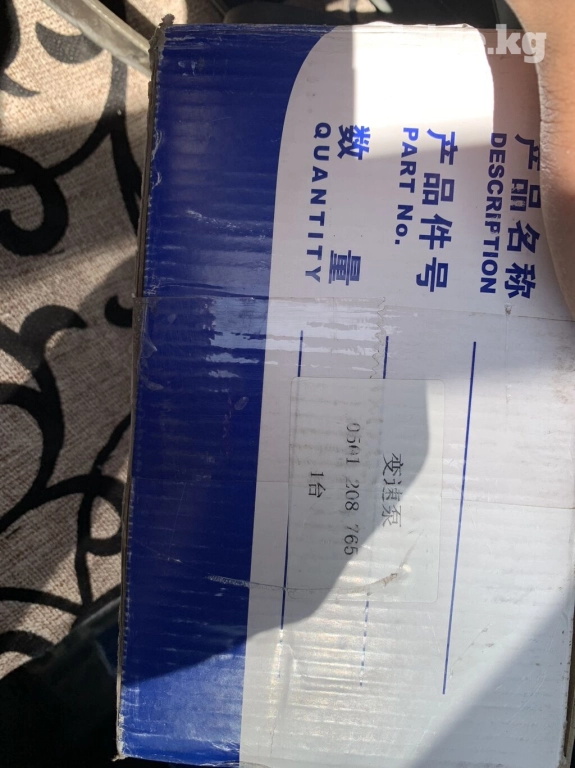 产品名称
DESCRIPTION
产品件号
PART No.
数 量
QUANTITY
变速泵
0501 208 765
1台
.kg